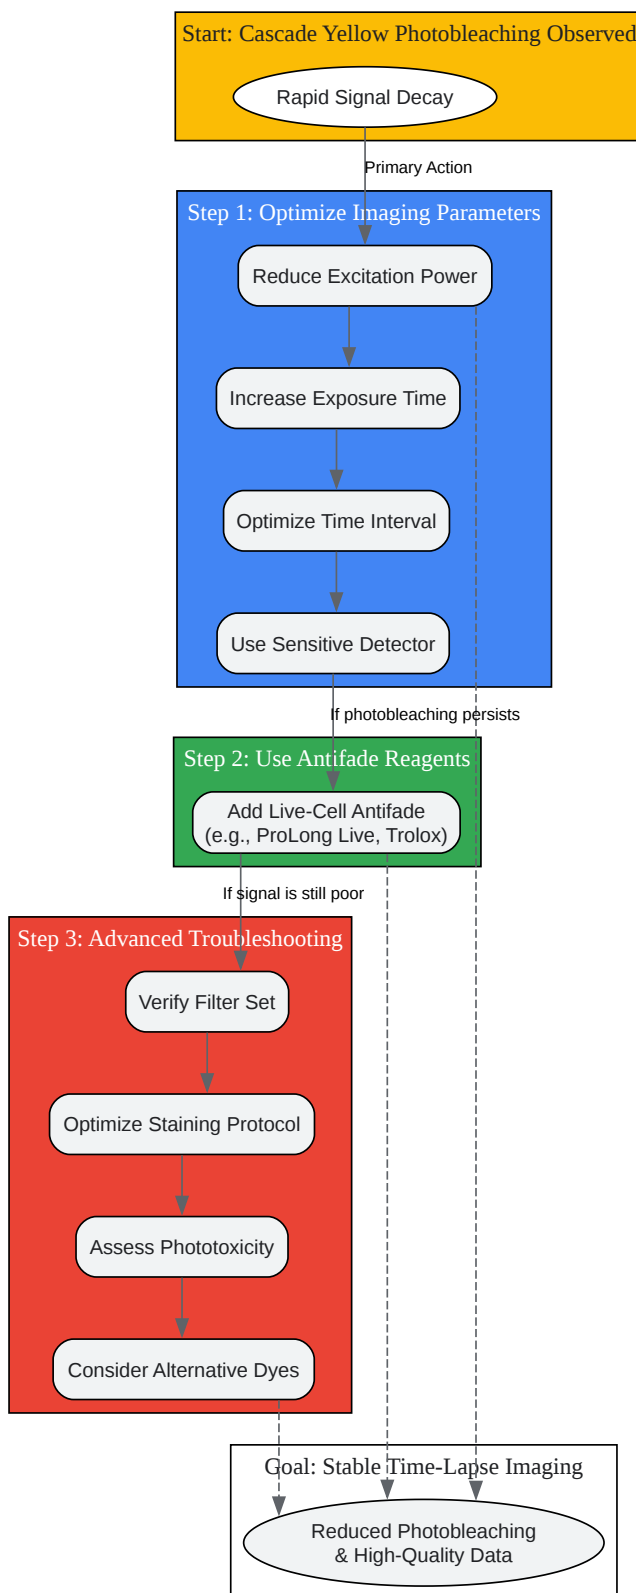 Start: Cascade Yellow Photobleaching Observed
Rapid Signal Decay
Primary Action
Step 1: Optimize Imaging Parameters
Reduce Excitation Power
Increase Exposure Time
Optimize Time Interval
Use Sensitive Detector
If photobleaching persists
Step 2: Use Antifade Reagents
Add Live-Cell Antifade
(e.g., ProLong Live, Trolox)
If signal is still poor
Step 3: Advanced Troubleshooting
Verify Filter Set
Optimize Staining Protocol
Assess Phototoxicity
Consider Alternative Dyes
Goal: Stable Time-Lapse Imaging
Reduced Photobleaching
& High-Quality Data